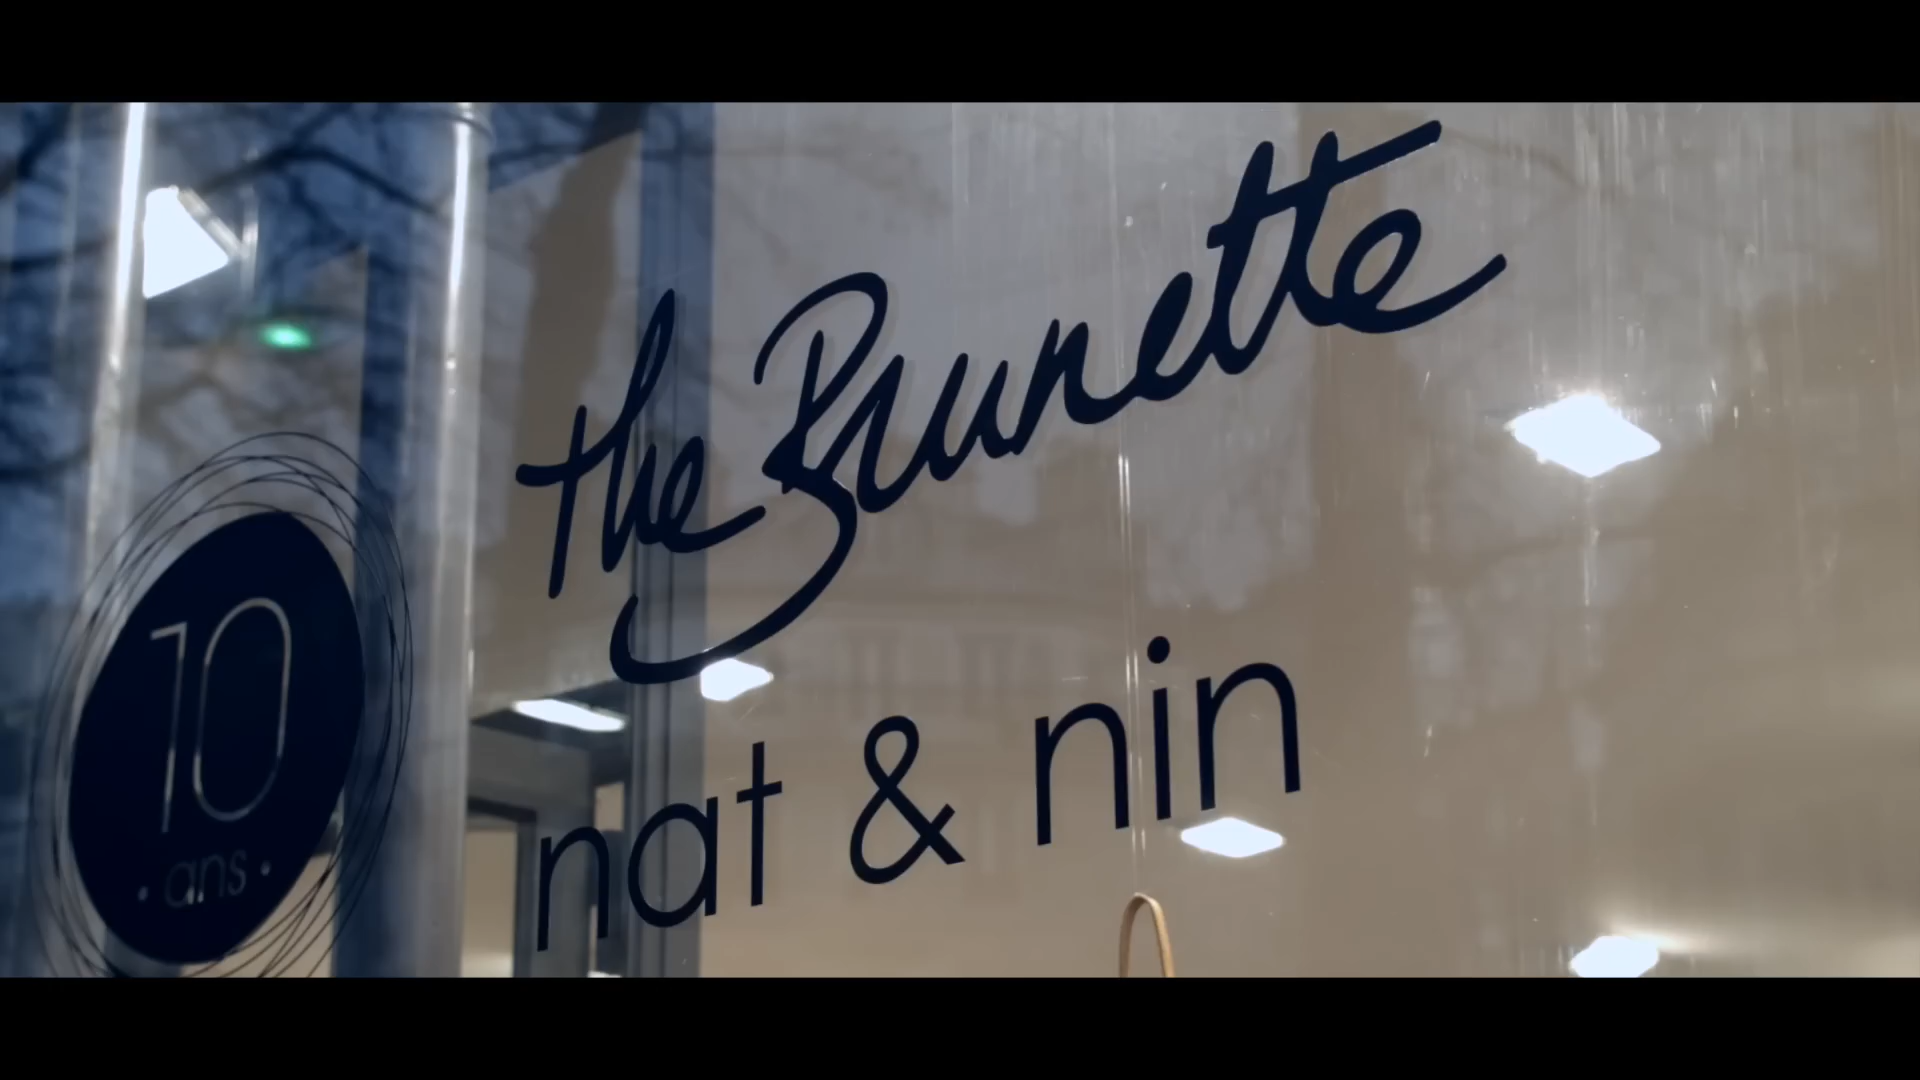 the Brunette
nat & nin
10
• ans •